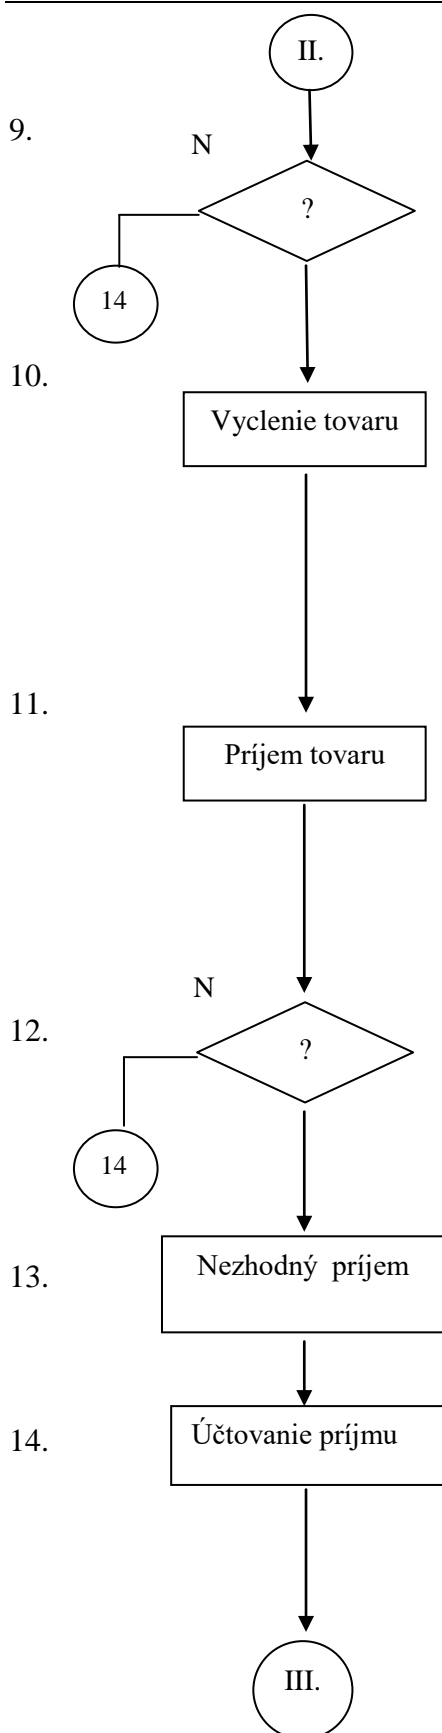 II.
9.
N
?
14
10.
Vyclenie tovaru
11.
Príjem tovaru
N
12.
?
14
13.
Nezhodný príjem
14.
Účtovanie príjmu
III.